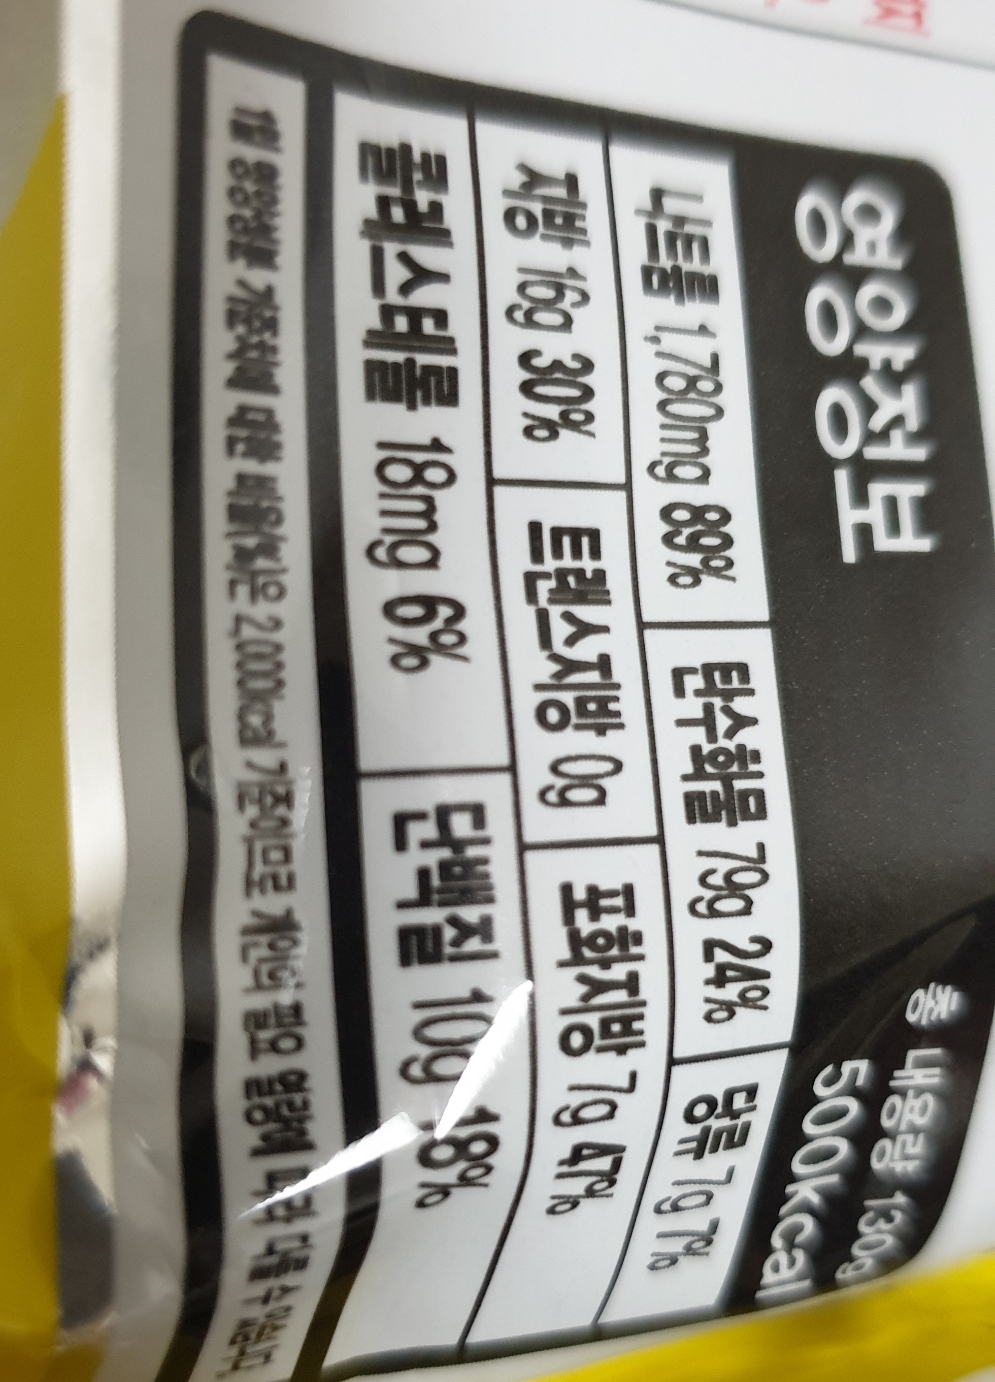 영양정보
총 내용량 130g
500kcal
나트륨 1,780mg 89% 탄수화물 79g 24% 당류 7g 7%
지방 16g 30% 트랜스지방 0g 포화지방 7g 47%
콜레스테롤 18mg 6% 단백질 10g 18%
1일 영양성분 기준치에 대한 비율(%)은 2,000kcal 기준이므로 개인의 필요 열량에 따라 다를 수 있습니다.